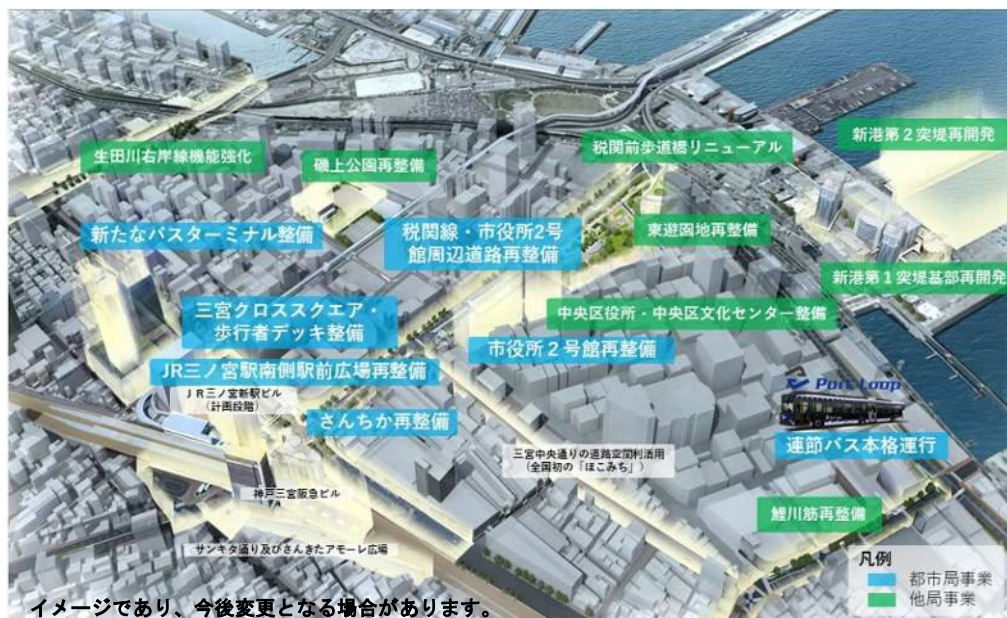 新港第2突堤再開発
税関前歩道橋リニューアル
生田川右岸線機能強化
磯上公園再整備
新たなバスターミナル整備
税関線・市役所2号
館周辺道路再整備
東遊園地再整備
新港第1突堤基部再開発
三宮クロススクエア・
歩行者デッキ整備
中央区役所・中央区文化センター整備
市役所2号館再整備
JR三ノ宮駅南側駅前広場再整備
JR三ノ宮新駅ビル
(計画段階)
さんちか再整備
Port Loop
連節バス本格運行
三宮中央通りの道路空間利活用
(全国初の「ほこみち」)
神戸三宮阪急ビル
鯉川筋再整備
サンキタ通り及びさんきたアモーレ広場
凡例
都市局事業
他局事業
イメージであり、今後変更となる場合があります。